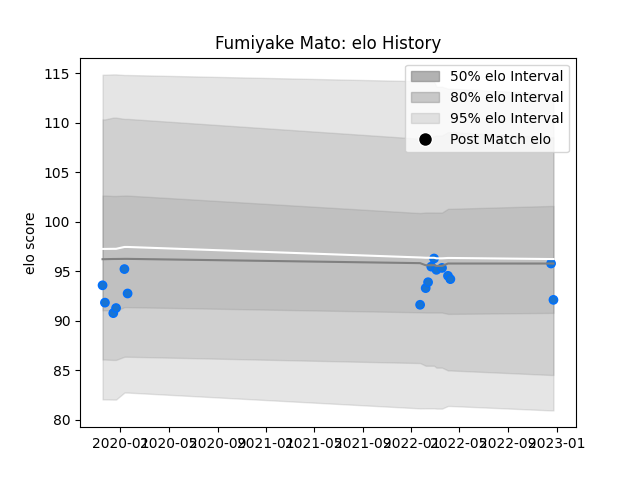 Fumiyake Mato: elo History
50% elo Interval
80% elo Interval
95% elo Interval
Post Match elo
elo score
115
110
105
100
95
90
85
80
2020-01 2020-05 2020-09 2021-01 2021-05 2021-09 2022-01 2022-05 2022-09 2023-01